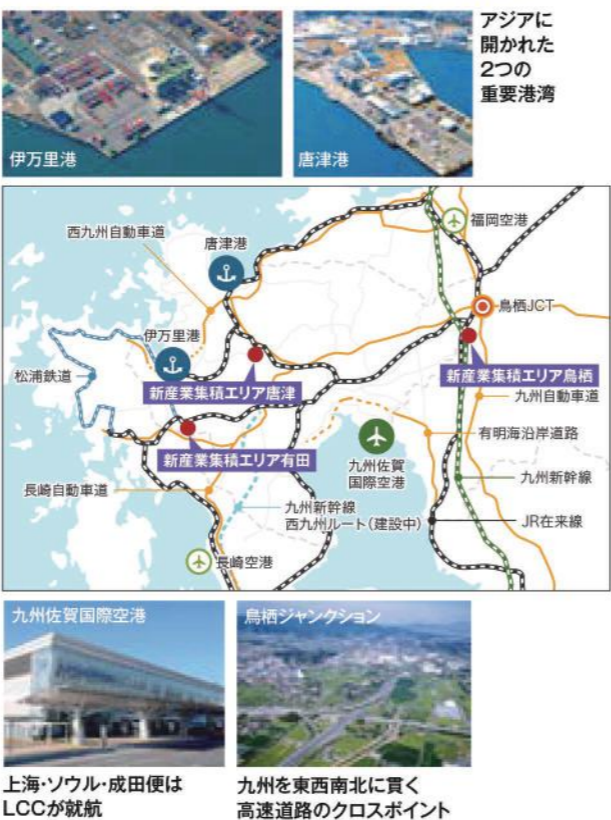 伊万里港
唐津港
アジアに
開かれた
2つの
重要港湾
福岡空港
西九州自動車道
唐津港
鳥栖JCT
伊万里港
松浦鉄道
新産業集積エリア唐津
新産業集積エリア鳥栖
九州自動車道
新産業集積エリア有田
九州佐賀
国際空港
有明海沿岸道路
長崎自動車道
九州新幹線
九州新幹線
西九州ルート(建設中)
JR在来線
長崎空港
九州佐賀国際空港
鳥栖ジャンクション
上海・ソウル・成田便は
LCCが就航
九州を東西南北に貫く
高速道路のクロスポイント